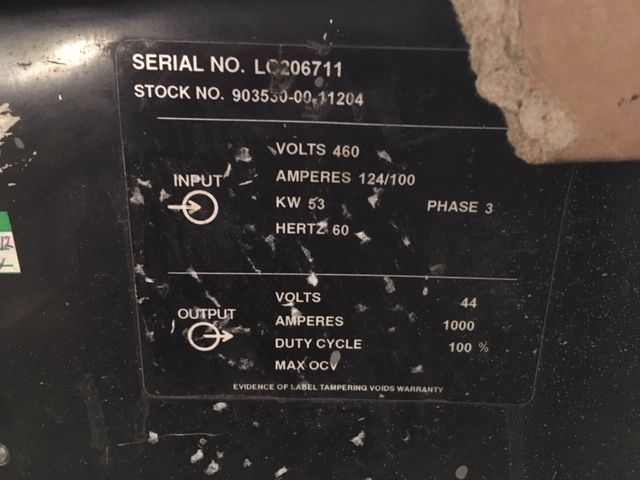 SERIAL NO. LC206711
STOCK NO. 903530-00-11204
INPUT
VOLTS 460
AMPERES 124/100
KW 53 PHASE 3
HERTZ 60
OUTPUT
VOLTS 44
AMPERES 1000
DUTY CYCLE 100 %
MAX OCV
EVIDENCE OF LABEL TAMPERING VOIDS WARRANTY
12